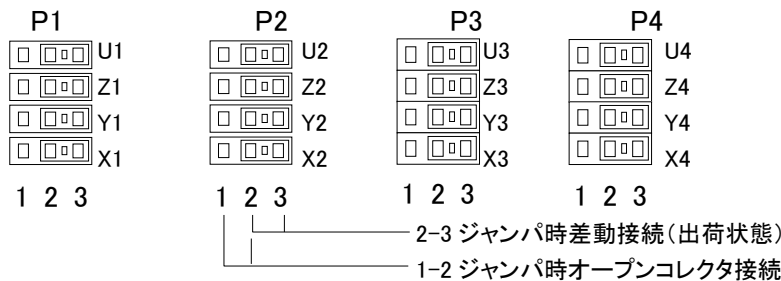 P1 P2 P3 P4
U1 U2 U3 U4
Z1 Z2 Z3 Z4
Y1 Y2 Y3 Y4
X1 X2 X3 X4
1 2 3 1 2 3 1 2 3 1 2 3
2-3 ジャンパ時差動接続(出荷状態)
1-2 ジャンパ時オープンコレクタ接続